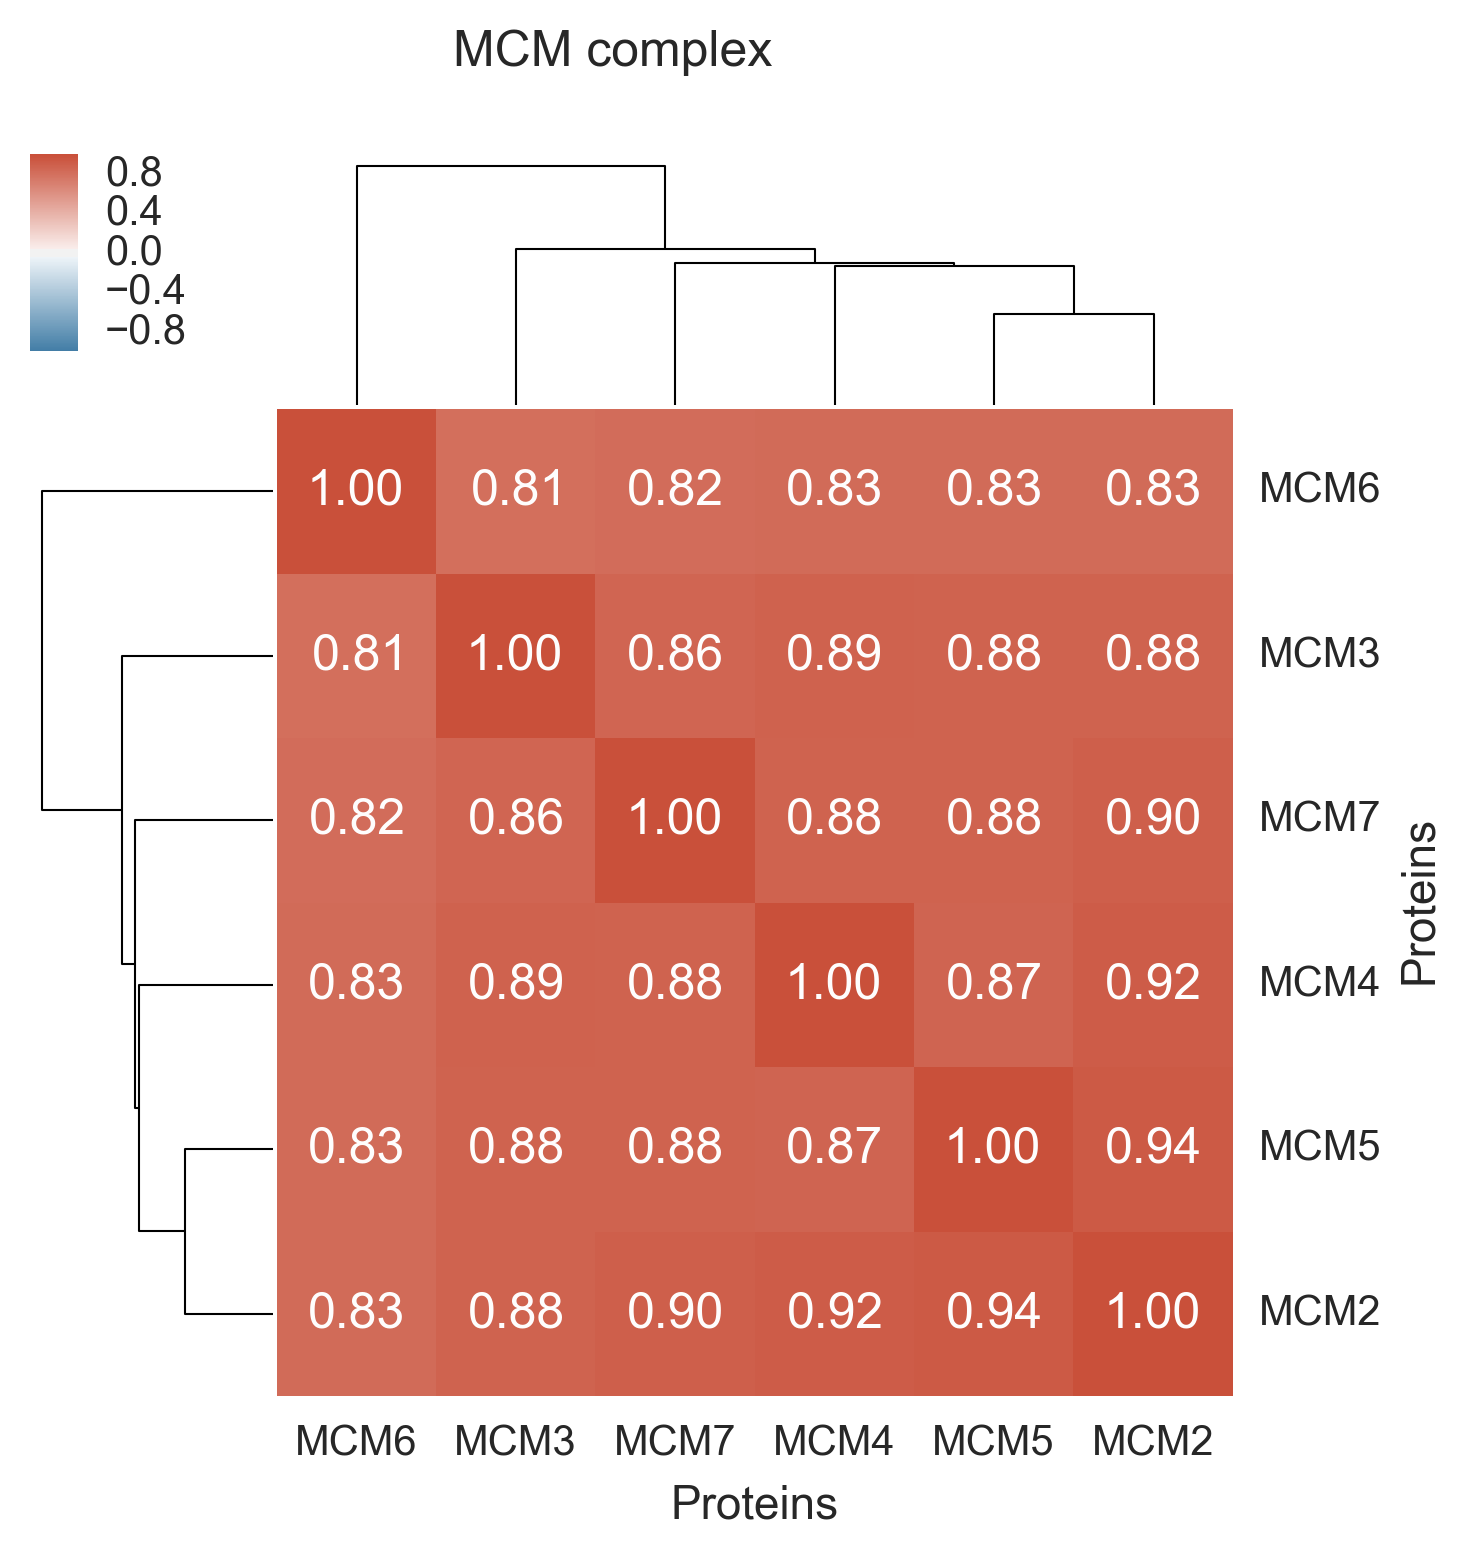 MCM complex
0.8
0.4
0.0
−0.4
−0.8
1.00 0.81 0.82 0.83 0.83 0.83 MCM6
0.81 1.00 0.86 0.89 0.88 0.88 MCM3
0.82 0.86 1.00 0.88 0.88 0.90 MCM7
0.83 0.89 0.88 1.00 0.87 0.92 MCM4
0.83 0.88 0.88 0.87 1.00 0.94 MCM5
0.83 0.88 0.90 0.92 0.94 1.00 MCM2
Proteins
MCM6 MCM3 MCM7 MCM4 MCM5 MCM2
Proteins